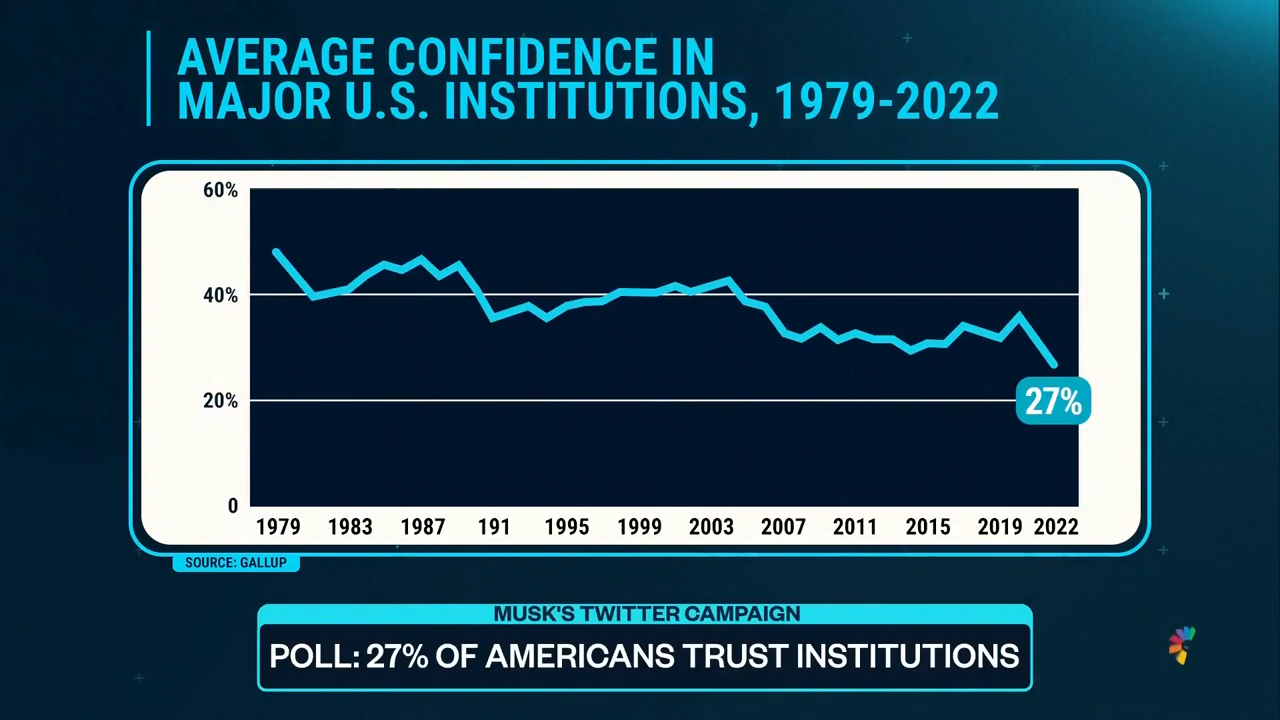 AVERAGE CONFIDENCE IN
MAJOR U.S. INSTITUTIONS, 1979-2022
60%
40%
20%
27%
0
1979 1983 1987 191 1995 1999 2003 2007 2011 2015 2019 2022
SOURCE: GALLUP
MUSK'S TWITTER CAMPAIGN
POLL: 27% OF AMERICANS TRUST INSTITUTIONS